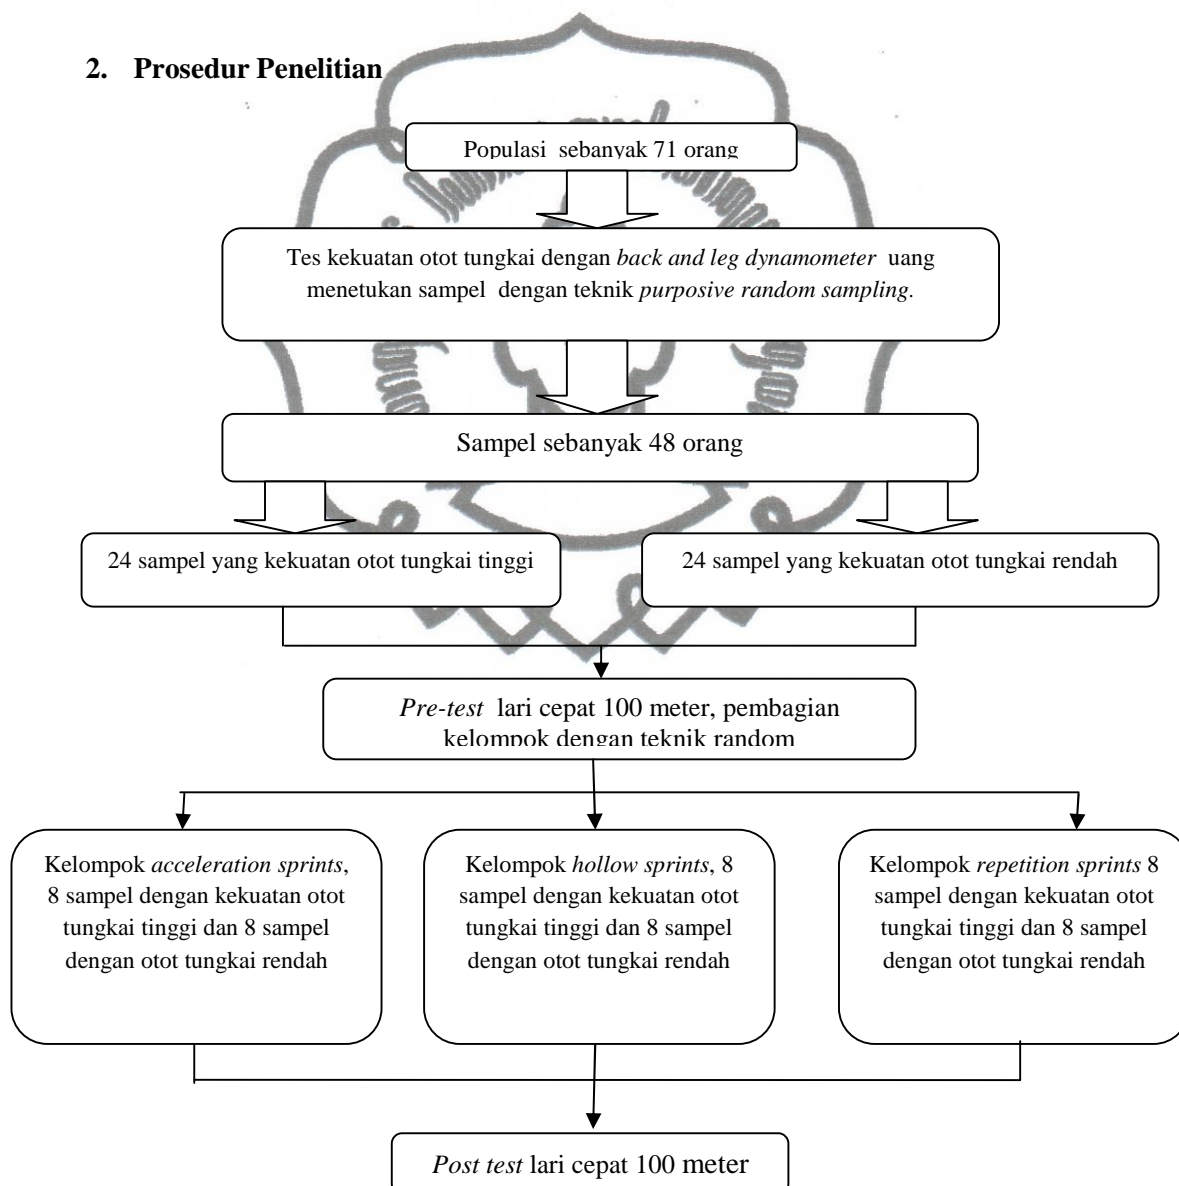 2. Prosedur Penelitian
Populasi sebanyak 71 orang
Tes kekuatan otot tungkai dengan back and leg dynamometer uang
menetukan sampel dengan teknik purposive random sampling.
Sampel sebanyak 48 orang
24 sampel yang kekuatan otot tungkai tinggi
24 sampel yang kekuatan otot tungkai rendah
Pre-test lari cepat 100 meter, pembagian
kelompok dengan teknik random
Kelompok acceleration sprints,
8 sampel dengan kekuatan otot
tungkai tinggi dan 8 sampel
dengan otot tungkai rendah
Kelompok hollow sprints, 8
sampel dengan kekuatan otot
tungkai tinggi dan 8 sampel
dengan otot tungkai rendah
Kelompok repetition sprints 8
sampel dengan kekuatan otot
tungkai tinggi dan 8 sampel
dengan otot tungkai rendah
Post test lari cepat 100 meter